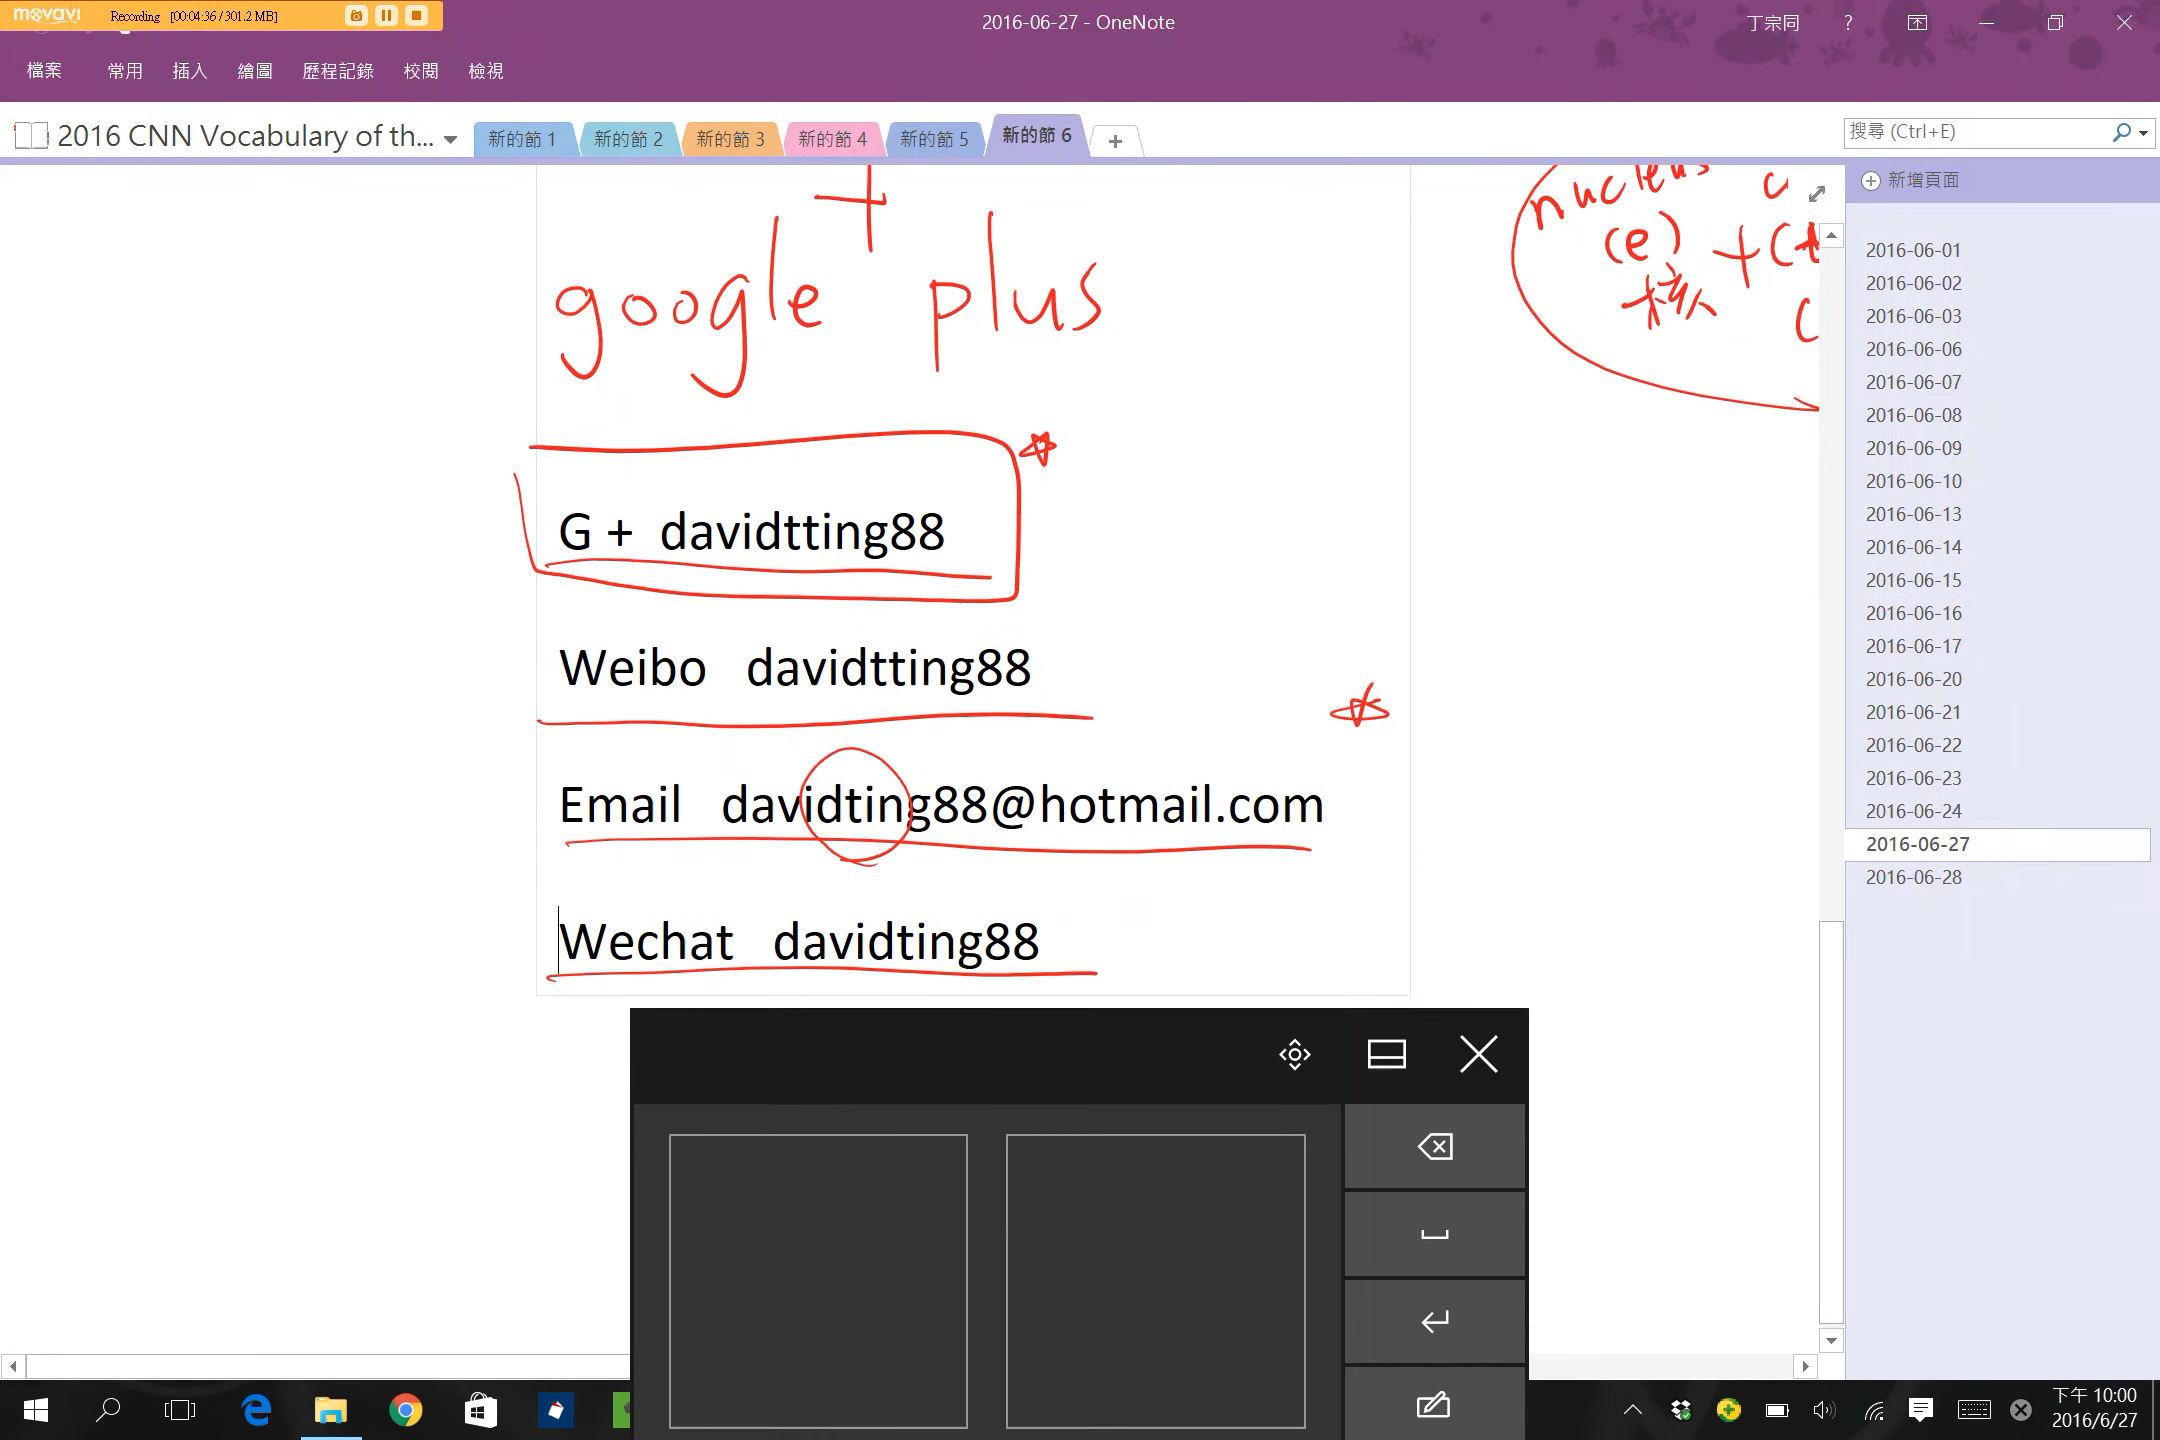 movavi Recording [00:04:36 / 301.2 MB]
2016-06-27 - OneNote
丁宗同 ?
檔案 常用 插入 繪圖 歷程記錄 校閱 檢視
2016 CNN Vocabulary of th... 新的節 1 新的節 2 新的節 3 新的節 4 新的節 5 新的節 6 +
搜尋 (Ctrl+E)
新增頁面
+
google plus
G + davidtting88
Weibo davidtting88
Email davidting88@hotmail.com
Wechat davidting88
nucleus
(e) + (t
核
2016-06-01
2016-06-02
2016-06-03
2016-06-06
2016-06-07
2016-06-08
2016-06-09
2016-06-10
2016-06-13
2016-06-14
2016-06-15
2016-06-16
2016-06-17
2016-06-20
2016-06-21
2016-06-22
2016-06-23
2016-06-24
2016-06-27
2016-06-28
下午 10:00
2016/6/27